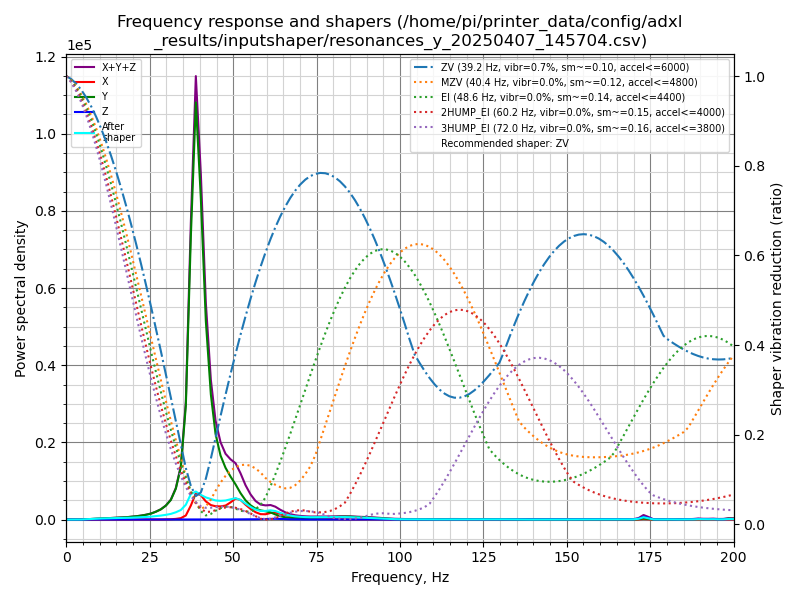 Frequency response and shapers (/home/pi/printer_data/config/adxl
_results/inputshaper/resonances_y_20250407_145704.csv)
1e5
X+Y+Z
X
Y
Z
After
shaper
ZV (39.2 Hz, vibr=0.7%, sm~=0.10, accel<=6000)
MZV (40.4 Hz, vibr=0.0%, sm~=0.12, accel<=4800)
EI (48.6 Hz, vibr=0.0%, sm~=0.14, accel<=4400)
2HUMP_EI (60.2 Hz, vibr=0.0%, sm~=0.15, accel<=4000)
3HUMP_EI (72.0 Hz, vibr=0.0%, sm~=0.16, accel<=3800)
Recommended shaper: ZV
Power spectral density
1.2
1.0
0.8
0.6
0.4
0.2
0.0
Shaper vibration reduction (ratio)
1.0
0.8
0.6
0.4
0.2
0.0
0 25 50 75 100 125 150 175 200
Frequency, Hz